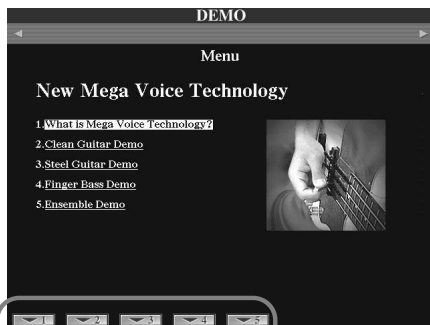 DEMO
Menu
New Mega Voice Technology
1.What is Mega Voice Technology?
2.Clean Guitar Demo
3.Steel Guitar Demo
4.Finger Bass Demo
5.Ensemble Demo
1 2 3 4 5